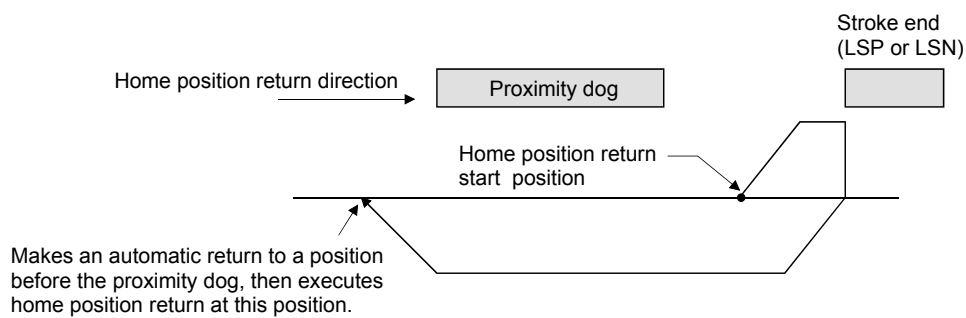 Stroke end
(LSP or LSN)
Home position return direction
Proximity dog
Home position return
start position
Makes an automatic return to a position
before the proximity dog, then executes
home position return at this position.